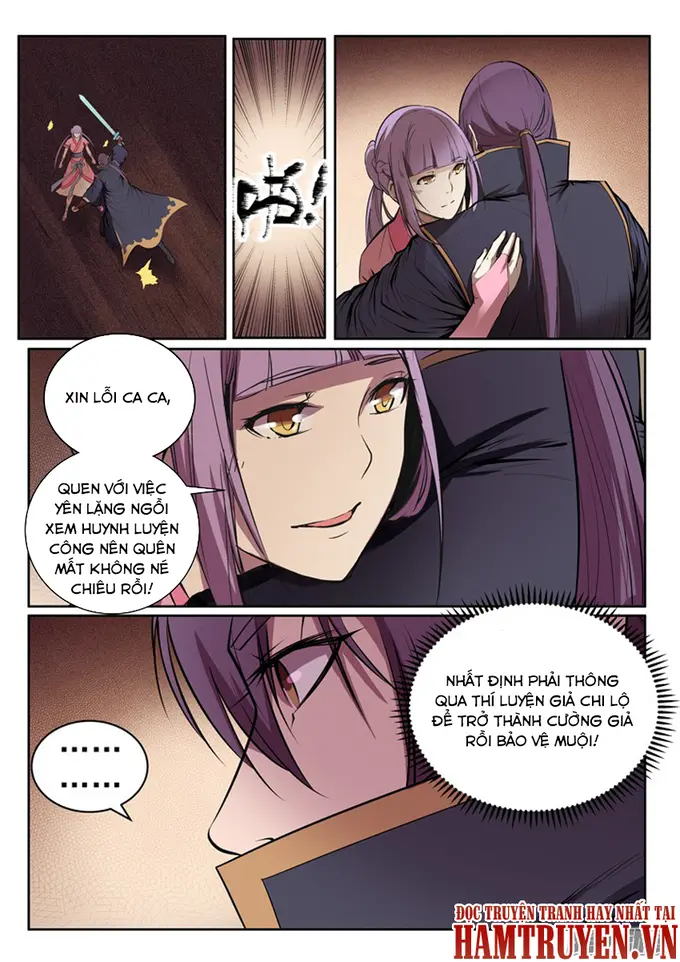 XIN LỖI CA CA,
QUEN VỚI VIỆC
YÊN LẶNG NGỒI
XEM HUYNH LUYỆN
CÔNG NÊN QUÊN
MẤT KHÔNG NÉ
CHIÊU RỒI!
NHẤT ĐỊNH PHẢI THÔNG
QUA THÍ LUYỆN GIẢ CHI LỘ
ĐỂ TRỞ THÀNH CƯỜNG GIẢ
RỒI BẢO VỆ MUỘI!
......
......
ĐỌC TRUYỆN TRANH HAY NHẤT TẠI
HAMTRUYEN.VN